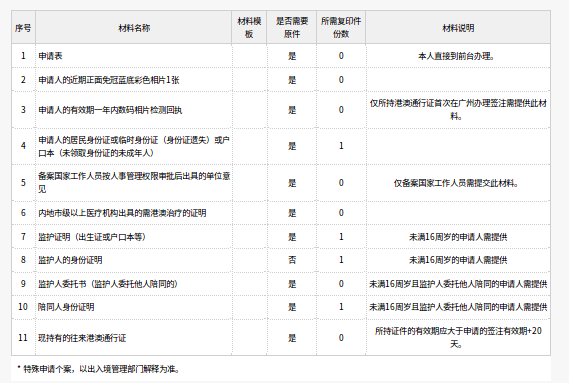 序号 材料名称 材料模板 是否需要原件 所需复印件份数 材料说明
1 申请表 是 0 本人直接到前台办理。
2 申请人的近期正面免冠蓝底彩色相片1张 是 0
3 申请人的有效期一年内数码相片检测回执 是 0 仅所持港澳通行证首次在广州办理签注需提供此材料。
4 申请人的居民身份证或临时身份证（身份证遗失）或户口本（未领取身份证的未成年人） 是 1
5 备案国家工作人员按人事管理权限审批后出具的单位意见 是 0 仅备案国家工作人员需提交此材料。
6 内地市级以上医疗机构出具的需港澳治疗的证明 是 0
7 监护证明（出生证或户口本等） 是 1 未满16周岁的申请人需提供
8 监护人的身份证明 否 1 未满16周岁的申请人需提供
9 监护人委托书（监护人委托他人陪同的） 是 0 未满16周岁且监护人委托他人陪同的申请人需提供
10 陪同人身份证明 是 1 未满16周岁且监护人委托他人陪同的申请人需提供
11 现持有的往来港澳通行证 是 0 所持证件的有效期应大于申请的签注有效期+20天。
* 特殊申请个案，以出入境管理部门解释为准。